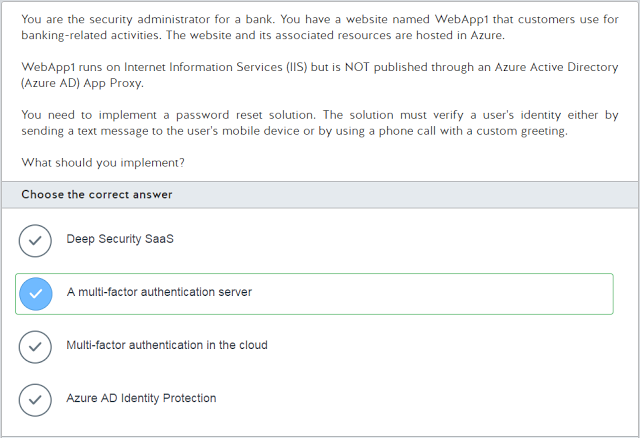 You are the security administrator for a bank. You have a website named WebApp1 that customers use for
banking-related activities. The website and its associated resources are hosted in Azure.
WebApp1 runs on Internet Information Services (IIS) but is NOT published through an Azure Active Directory
(Azure AD) App Proxy.
You need to implement a password reset solution. The solution must verify a user's identity either by
sending a text message to the user's mobile device or by using a phone call with a custom greeting.
What should you implement?
Choose the correct answer
Deep Security SaaS
A multi-factor authentication server
Multi-factor authentication in the cloud
Azure AD Identity Protection